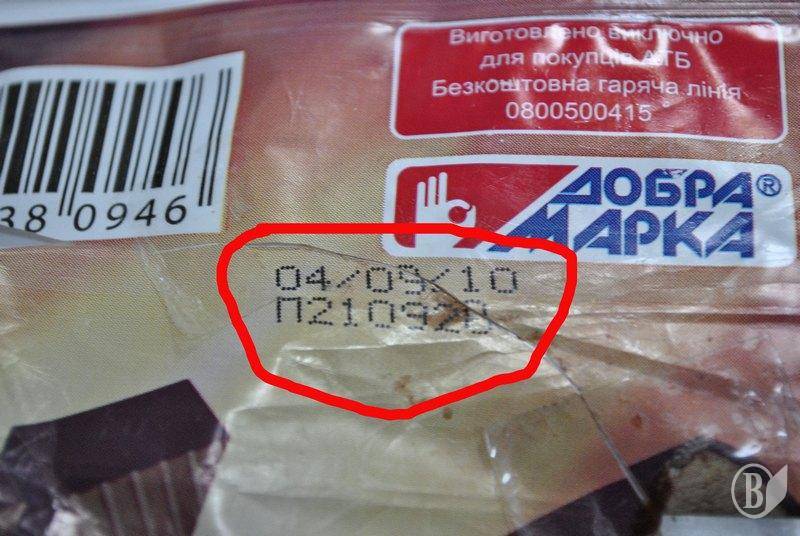 Виготовлено виключно
для покупців АТБ
Безкоштовна гаряча лінія
0800500415
38 0946
ДОБРА®
МАРКА
04/09/10
П210920
В